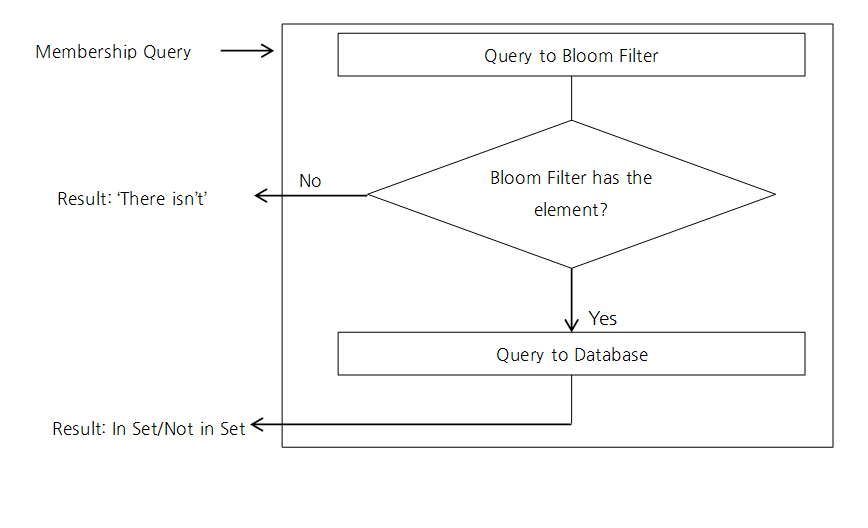 Membership Query
Query to Bloom Filter
Bloom Filter has the
element?
No
Result: ‘There isn’t’
Yes
Query to Database
Result: In Set/Not in Set